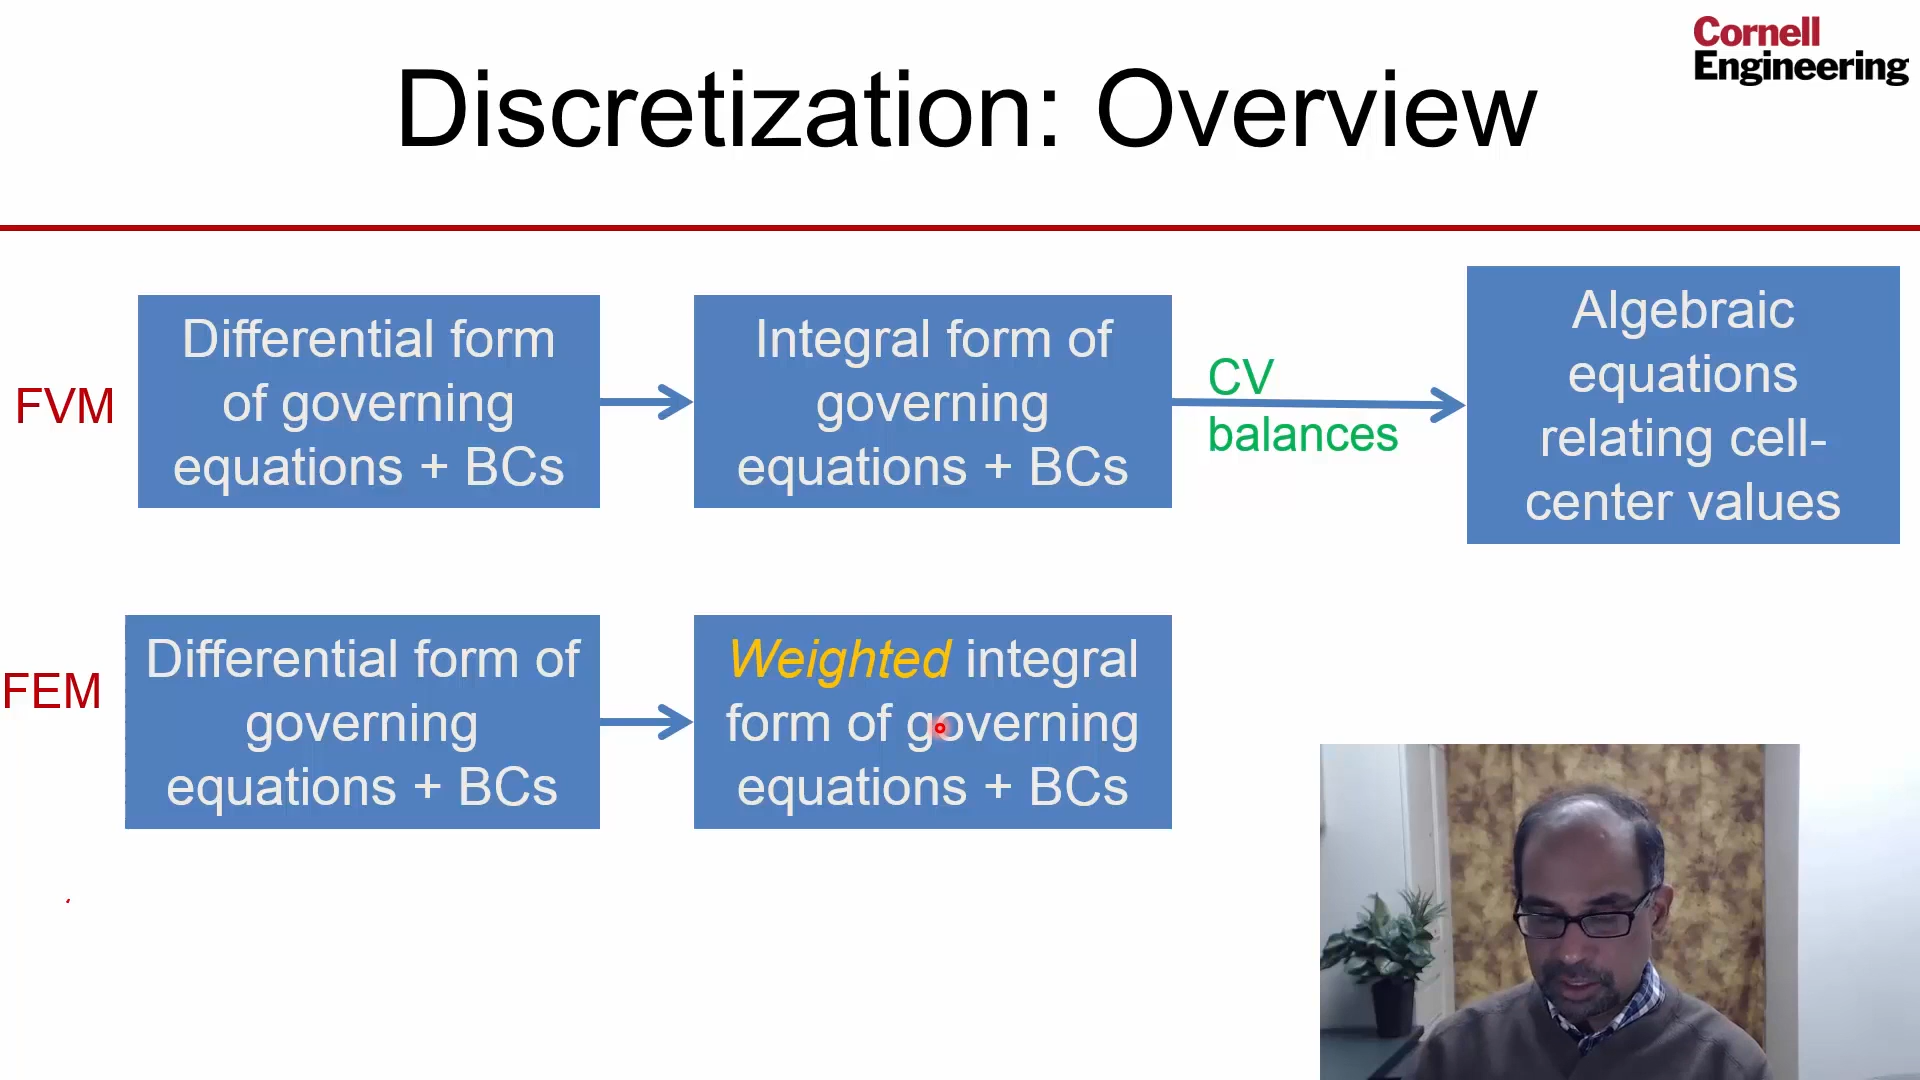 Cornell
Engineering
Discretization: Overview
FVM
Differential form
of governing
equations + BCs
Integral form of
governing
equations + BCs
CV
balances
Algebraic
equations
relating cell-
center values
FEM
Differential form of
governing
equations + BCs
Weighted integral
form of governing
equations + BCs